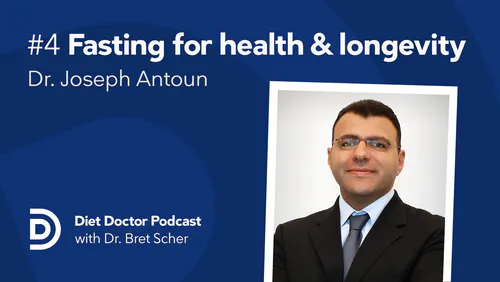 #4 Fasting for health & longevity
Dr. Joseph Antoun
Diet Doctor Podcast
with Dr. Bret Scher